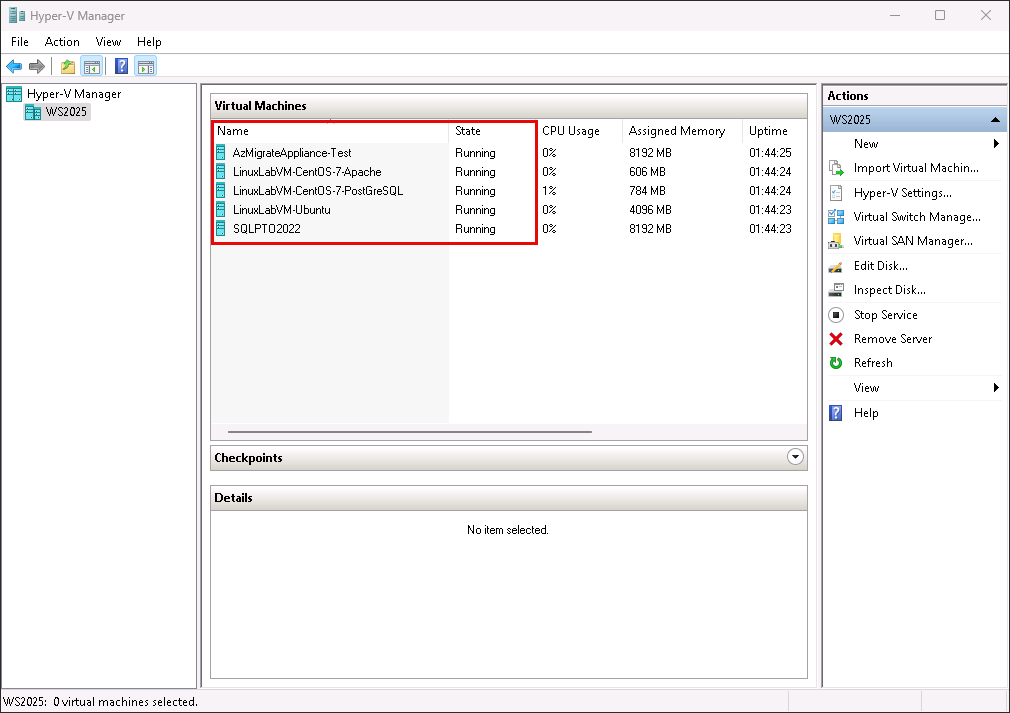 Hyper-V Manager
File Action View Help
Hyper-V Manager
WS2025
Virtual Machines
Name State CPU Usage Assigned Memory Uptime
AzMigrateAppliance-Test Running 0% 8192 MB 01:44:25
LinuxLabVM-CentOS-7-Apache Running 0% 606 MB 01:44:24
LinuxLabVM-CentOS-7-PostGreSQL Running 1% 784 MB 01:44:24
LinuxLabVM-Ubuntu Running 0% 4096 MB 01:44:23
SQLPTO2022 Running 0% 8192 MB 01:44:23
Checkpoints
Details
No item selected.
Actions
WS2025
New
Import Virtual Machin...
Hyper-V Settings...
Virtual Switch Manage...
Virtual SAN Manager...
Edit Disk...
Inspect Disk...
Stop Service
Remove Server
Refresh
View
Help
WS2025: 0 virtual machines selected.